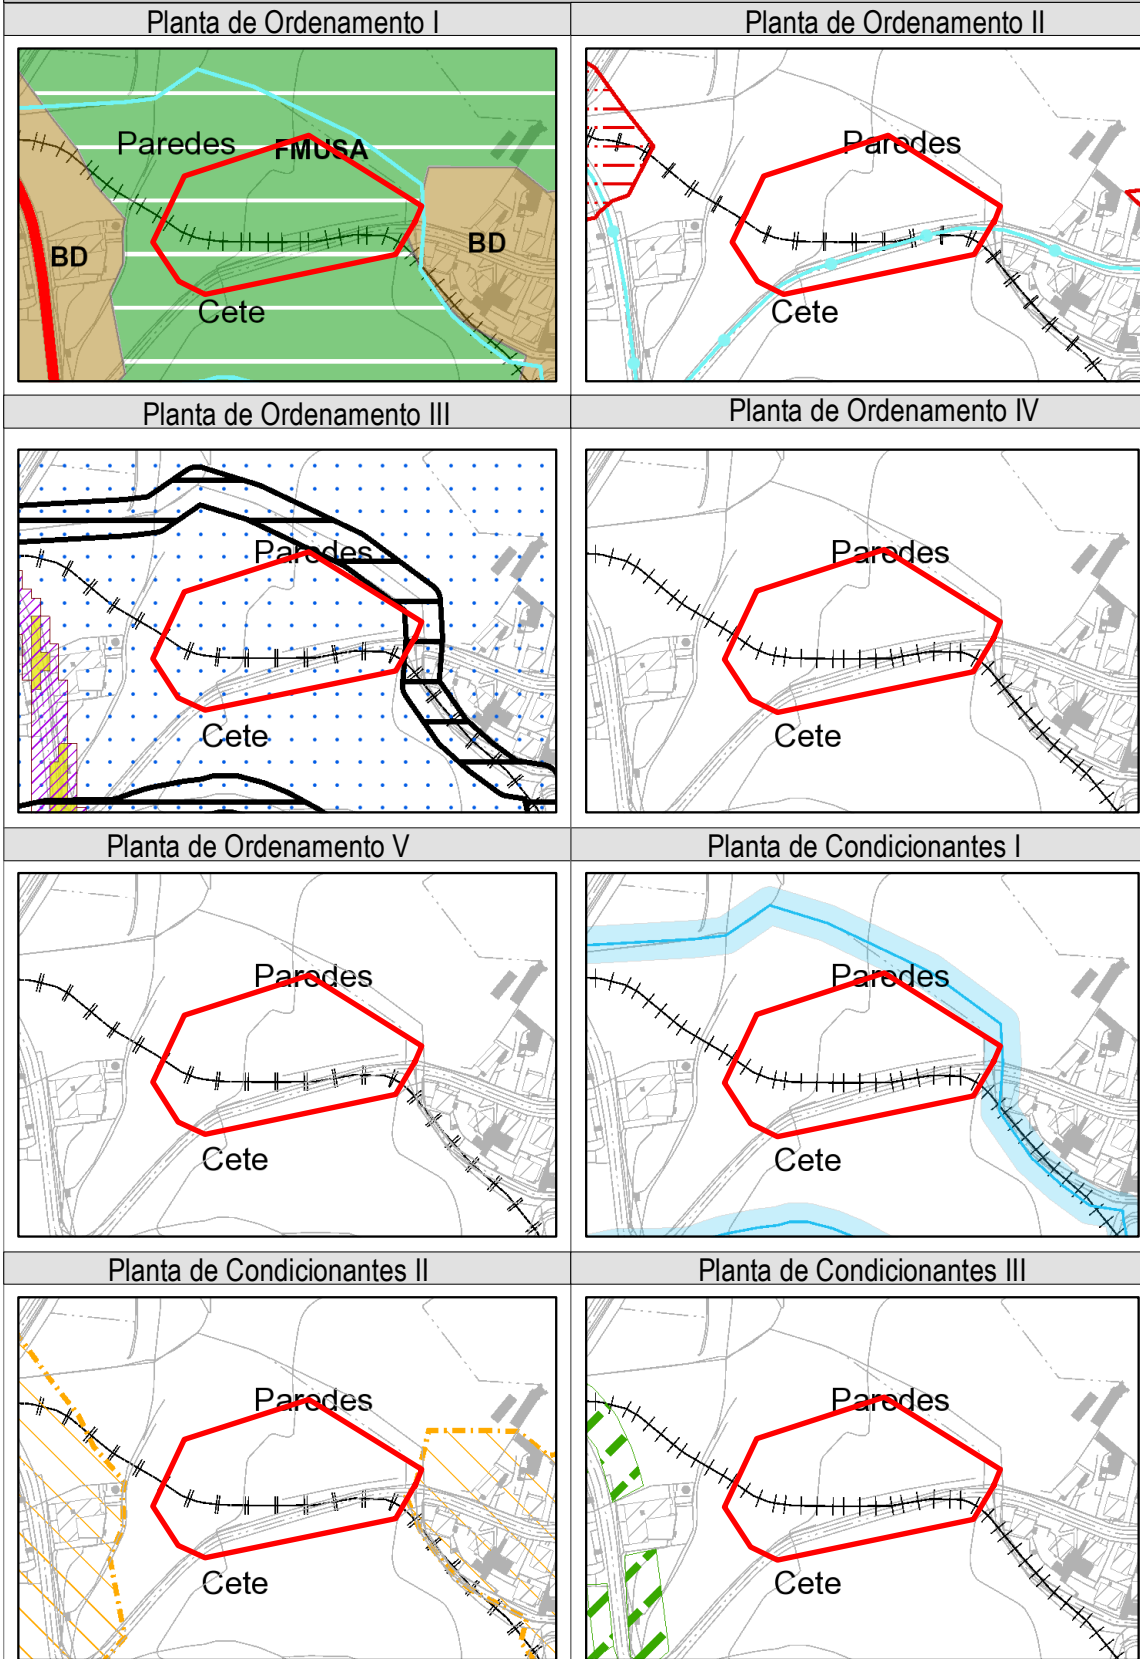 Planta de Ordenamento I
Planta de Ordenamento II
Paredes
FMUSA
BD
BD
Cete
Paredes
Cete
Planta de Ordenamento III
Planta de Ordenamento IV
Paredes
Cete
Paredes
Cete
Planta de Ordenamento V
Planta de Condicionantes I
Paredes
Cete
Paredes
Cete
Planta de Condicionantes II
Planta de Condicionantes III
Paredes
Cete
Paredes
Cete